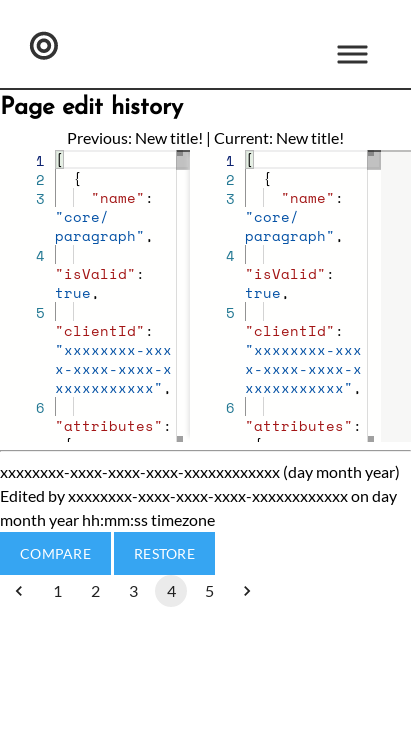 Page edit history
Previous: New title! | Current: New title!
1 [
2 {
3 "name":
"core/
paragraph",
4
"isValid":
true,
5
"clientId":
"xxxxxxxx-xxx
x-xxxx-xxxx-x
xxxxxxxxxxx",
6
"attributes":
{
1 [
2 {
3 "name":
"core/
paragraph",
4
"isValid":
true,
5
"clientId":
"xxxxxxxx-xxx
x-xxxx-xxxx-x
xxxxxxxxxxx",
6
"attributes":
{
xxxxxxxx-xxxx-xxxx-xxxx-xxxxxxxxxxxx (day month year)
Edited by xxxxxxxx-xxxx-xxxx-xxxx-xxxxxxxxxxxx on day
month year hh:mm:ss timezone
COMPARE RESTORE
1 2 3 4 5